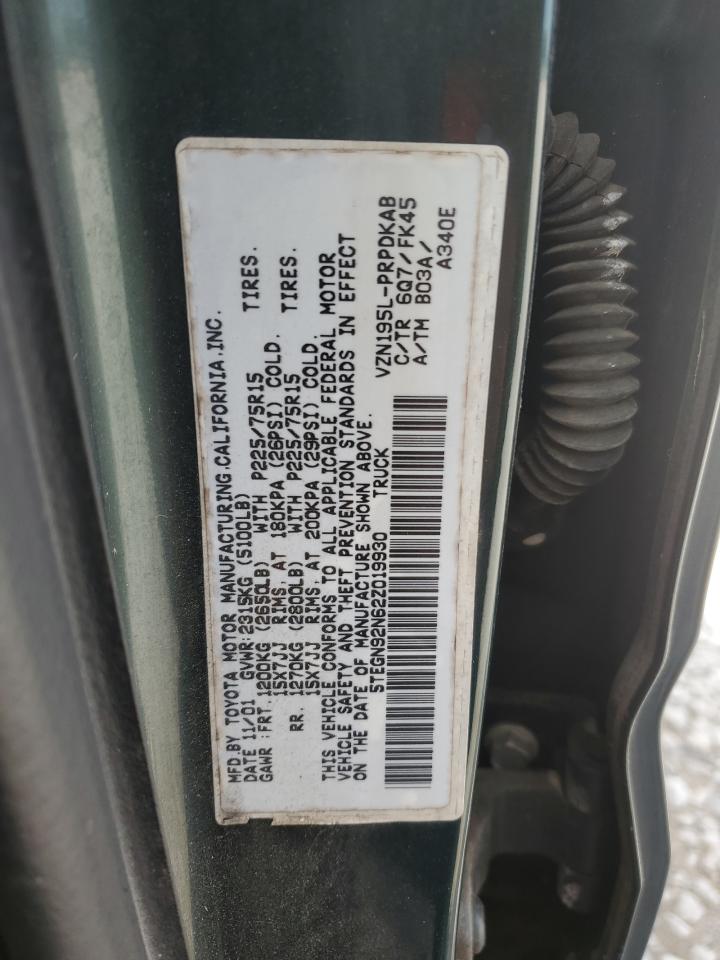 MFD.BY TOYOTA MOTOR MANUFACTURING.CALIFORNIA.INC.
DATE 11/01 GVWR:2315KG (5100LB)
GAWR :FRT.1200KG (2650LB) WITH P225/75R15 TIRES.
15X7JJ RIMS, AT 180KPA (26PSI) COLD.
RR. 1270KG (2800LB) WITH P225/75R15 TIRES.
15X7JJ RIMS, AT 200KPA (29PSI) COLD.
THIS VEHICLE CONFORMS TO ALL APPLICABLE FEDERAL MOTOR
VEHICLE SAFETY AND THEFT PREVENTION STANDARDS IN EFFECT
ON THE DATE OF MANUFACTURE SHOWN ABOVE.
5TEGN92N62Z019930 TRUCK
VZN195L-PRPDKAB
C/TR 6Q7/FK45
A/TM B03A/
A340E